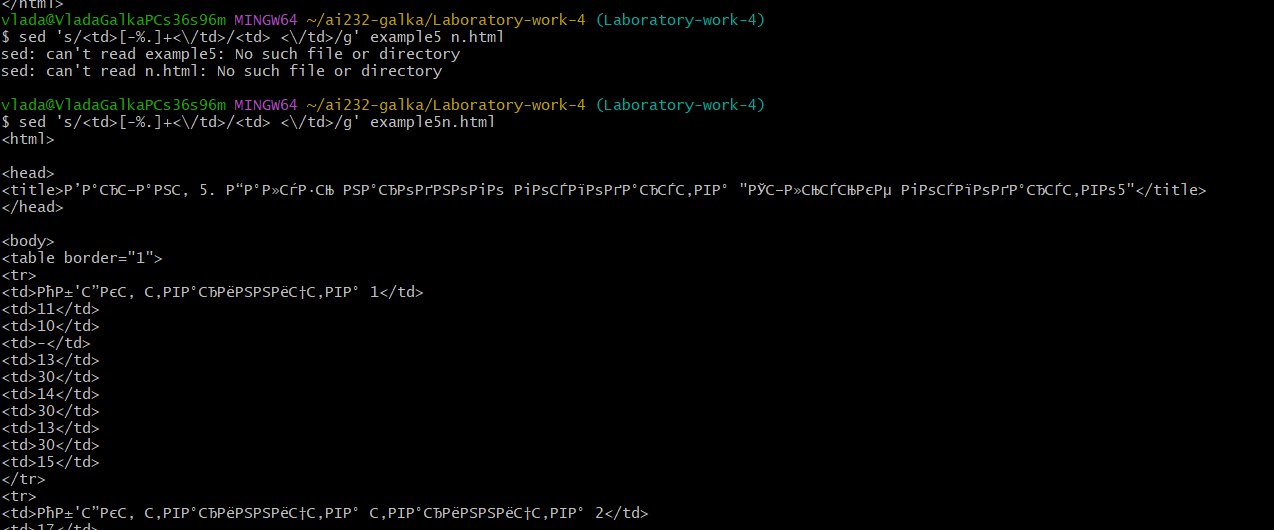 </html>
vlada@VladaGalkaPCs36s96m MINGW64 ~/ai232-galka/Laboratory-work-4 (Laboratory-work-4)
$ sed 's/<td>[-%.]+<\/td>/<td> <\/td>/g' example5 n.html
sed: can't read example5: No such file or directory
sed: can't read n.html: No such file or directory
vlada@VladaGalkaPCs36s96m MINGW64 ~/ai232-galka/Laboratory-work-4 (Laboratory-work-4)
$ sed 's/<td>[-%.]+<\/td>/<td> <\/td>/g' example5n.html
<html>
<head>
<title>Р’Р°СЂС–Р°РЅС‚ 5. Р“Р°Р»СѓР·СЊ РЅР°СЂРѕРґРЅРѕРіРѕ РіРѕСЃРїРѕРґР°СЂСЃС‚РІР° "РЎС–Р»СЊСЃСЊРєРµ РіРѕСЃРїРѕРґР°СЂСЃС‚РІРѕ5"</title>
</head>
<body>
<table border="1">
<tr>
<td>РћР±'С”РєС‚ С‚РІР°СЂРёРЅРЅРёС†С‚РІР° 1</td>
<td>11</td>
<td>10</td>
<td>-</td>
<td>13</td>
<td>30</td>
<td>14</td>
<td>30</td>
<td>13</td>
<td>30</td>
<td>15</td>
</tr>
<tr>
<td>РћР±'С”РєС‚ С‚РІР°СЂРёРЅРЅРёС†С‚РІР° С‚РІР°СЂРёРЅРЅРёС†С‚РІР° 2</td>
<td>17</td>